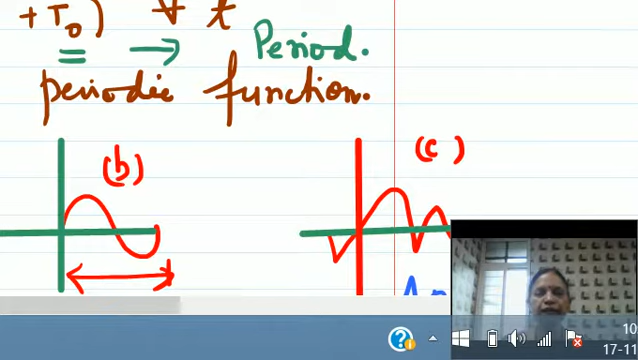 +T₀) ∀ t
= → Period.
periodic function.
(b)
(c)
10
17-11